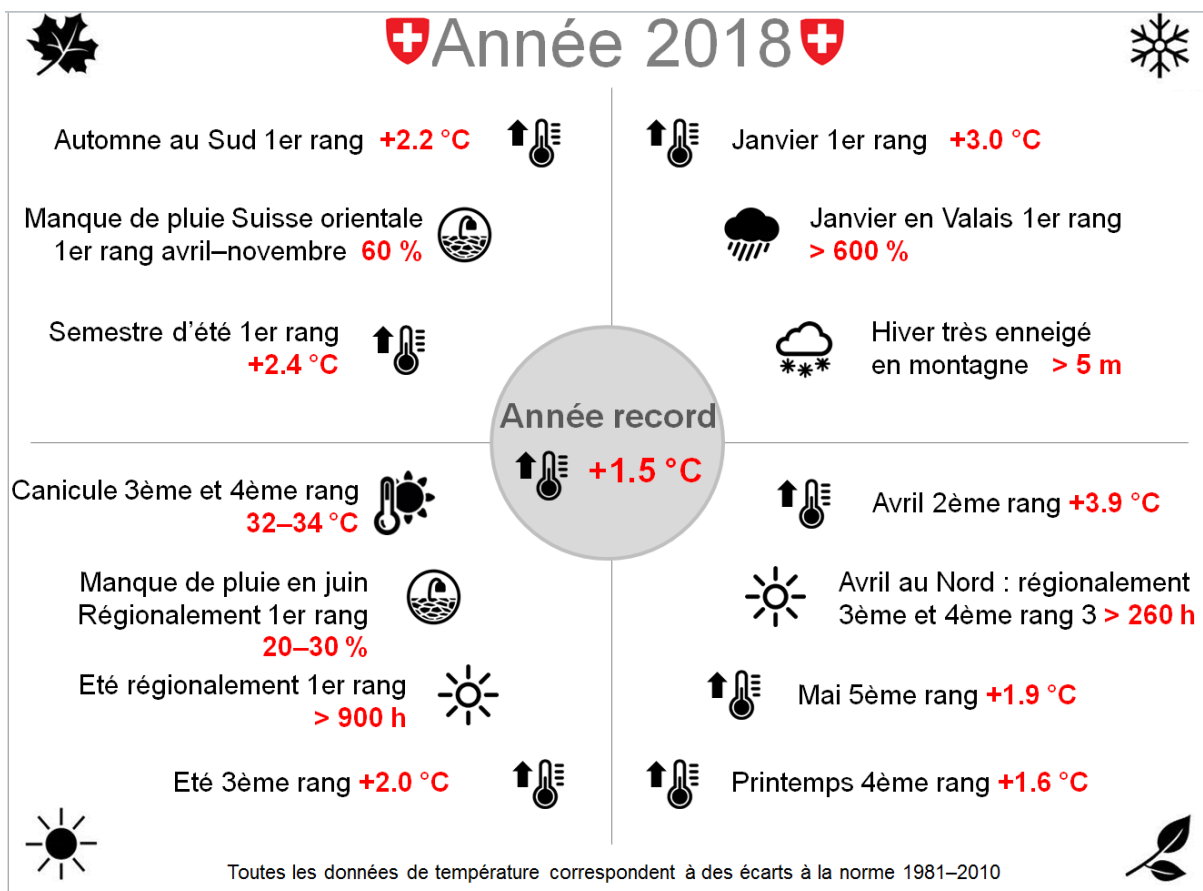 Année 2018
Automne au Sud 1er rang +2.2 °C
Manque de pluie Suisse orientale
1er rang avril–novembre 60 %
Semestre d'été 1er rang
+2.4 °C
Janvier 1er rang +3.0 °C
Janvier en Valais 1er rang
> 600 %
Hiver très enneigé
en montagne > 5 m
Année record
+1.5 °C
Canicule 3ème et 4ème rang
32–34 °C
Manque de pluie en juin
Régionalement 1er rang
20–30 %
Eté régionalement 1er rang
> 900 h
Eté 3ème rang +2.0 °C
Avril 2ème rang +3.9 °C
Avril au Nord : régionalement
3ème et 4ème rang 3 > 260 h
Mai 5ème rang +1.9 °C
Printemps 4ème rang +1.6 °C
Toutes les données de température correspondent à des écarts à la norme 1981–2010